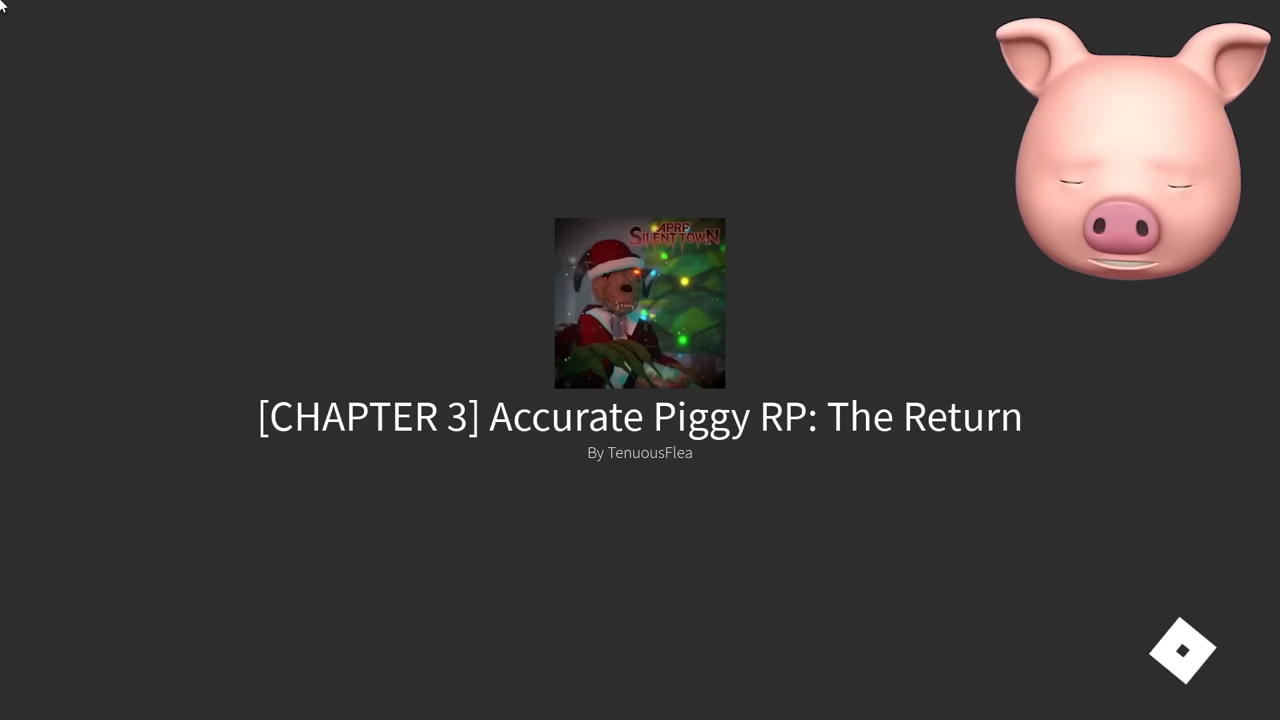 APRP
SILENT TOWN
[CHAPTER 3] Accurate Piggy RP: The Return
By TenuousFlea